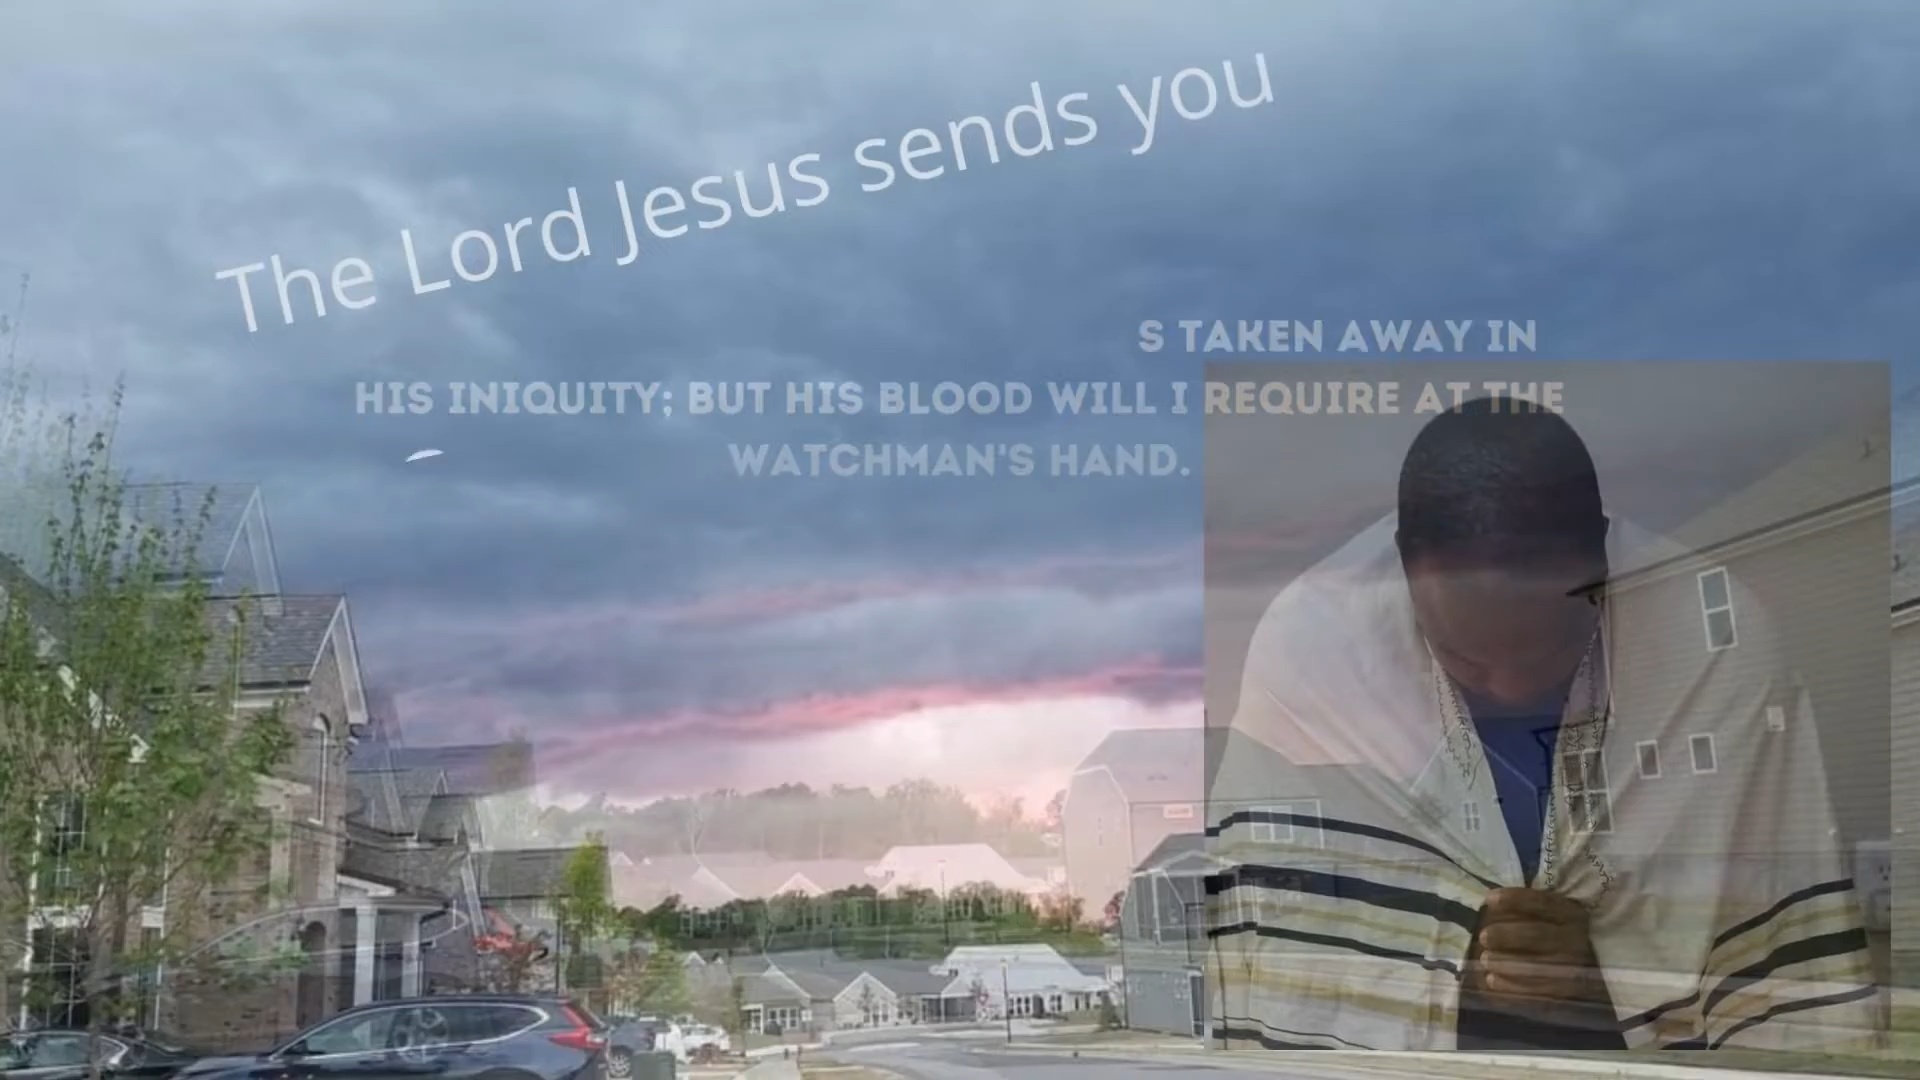 The Lord Jesus sends you
S TAKEN AWAY IN
HIS INIQUITY; BUT HIS BLOOD WILL I REQUIRE AT THE
WATCHMAN'S HAND.